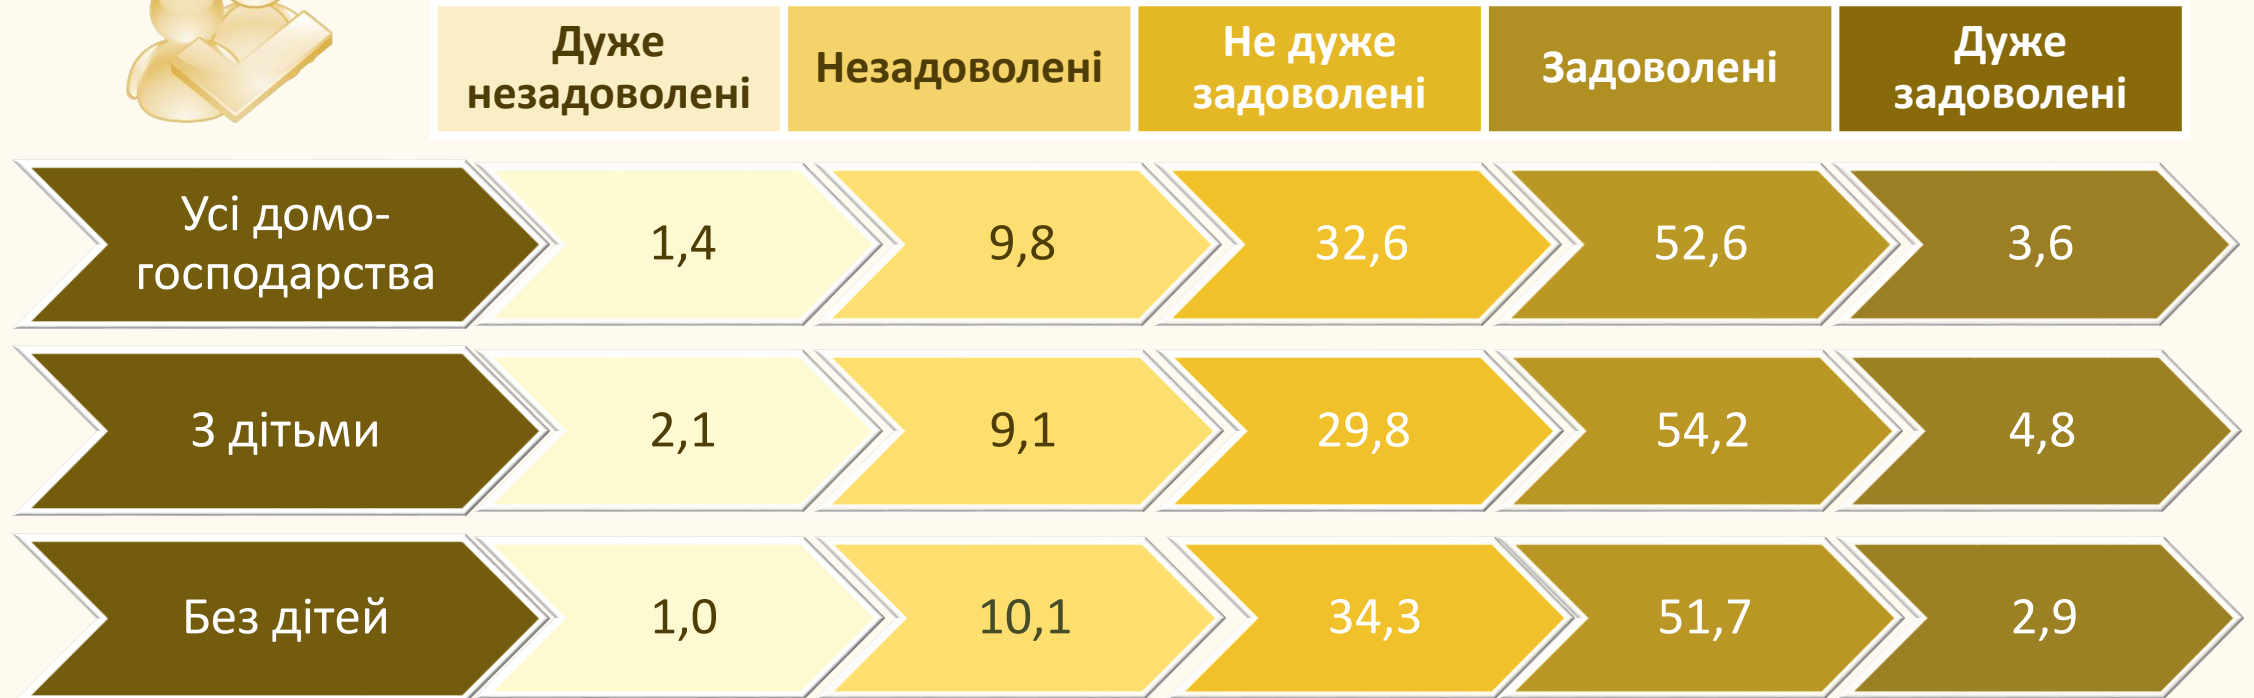 Дуже
незадоволені
Незадоволені
Не дуже
задоволені
Задоволені
Дуже
задоволені
Усі домо-
господарства
1,4
9,8
32,6
52,6
3,6
З дітьми
2,1
9,1
29,8
54,2
4,8
Без дітей
1,0
10,1
34,3
51,7
2,9